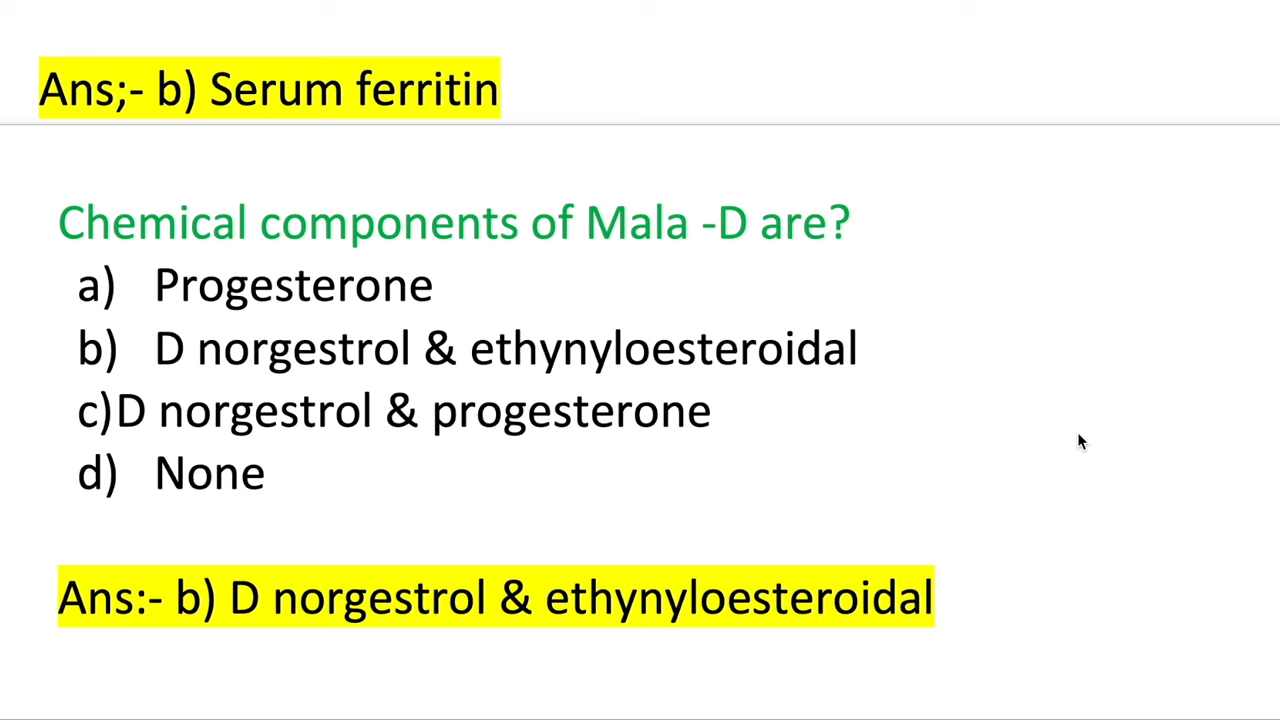 Ans;- b) Serum ferritin
Chemical components of Mala -D are?
a) Progesterone
b) D norgestrol & ethynyloesteroidal
c)D norgestrol & progesterone
d) None
Ans:- b) D norgestrol & ethynyloesteroidal